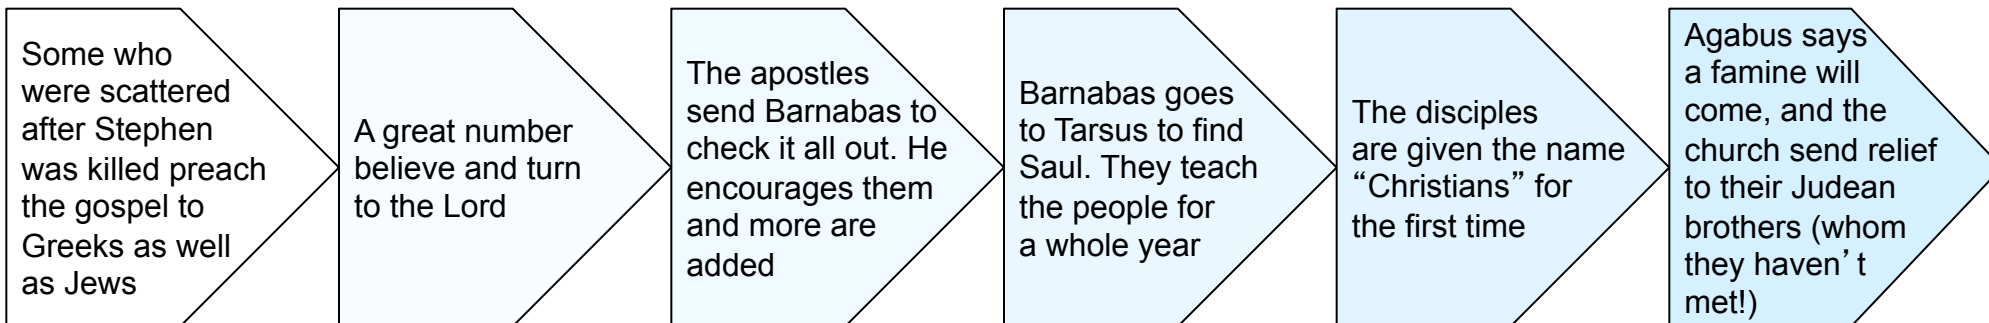 Some who
were scattered
after Stephen
was killed preach
the gospel to
Greeks as well
as Jews
A great number
believe and turn
to the Lord
The apostles
send Barnabas to
check it all out. He
encourages them
and more are
added
Barnabas goes
to Tarsus to find
Saul. They teach
the people for
a whole year
The disciples
are given the name
“Christians” for
the first time
Agabus says
a famine will
come, and the
church send relief
to their Judean
brothers (whom
they haven’t
met!)